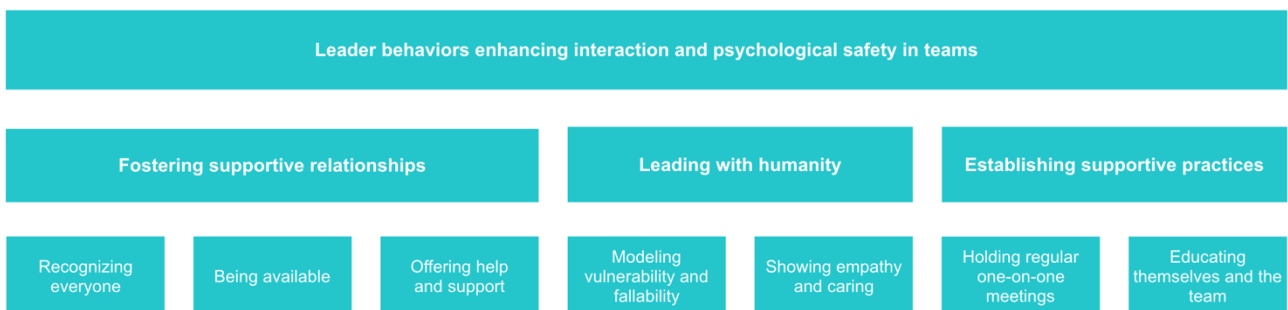 Leader behaviors enhancing interaction and psychological safety in teams
Fostering supportive relationships
Leading with humanity
Establishing supportive practices
Recognizing
everyone
Being available
Offering help
and support
Modeling
vulnerability and
fallability
Showing empathy
and caring
Holding regular
one-on-one
meetings
Educating
themselves and the
team